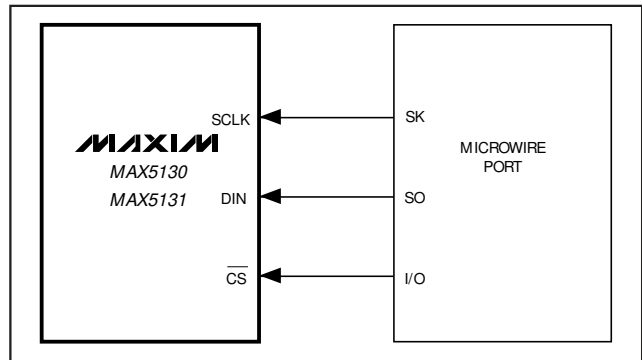 SCLK
MAXIM
MAX5130
MAX5131
DIN
CS
SK
MICROWIRE
PORT
SO
I/O